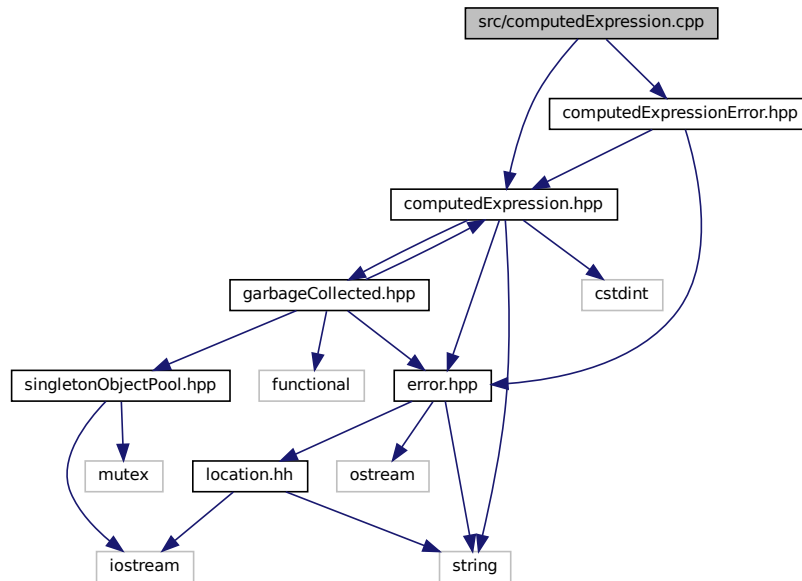 src/computedExpression.cpp
computedExpressionError.hpp
computedExpression.hpp
garbageCollected.hpp
cstdint
singletonObjectPool.hpp
functional
error.hpp
mutex
location.hh
ostream
iostream
string